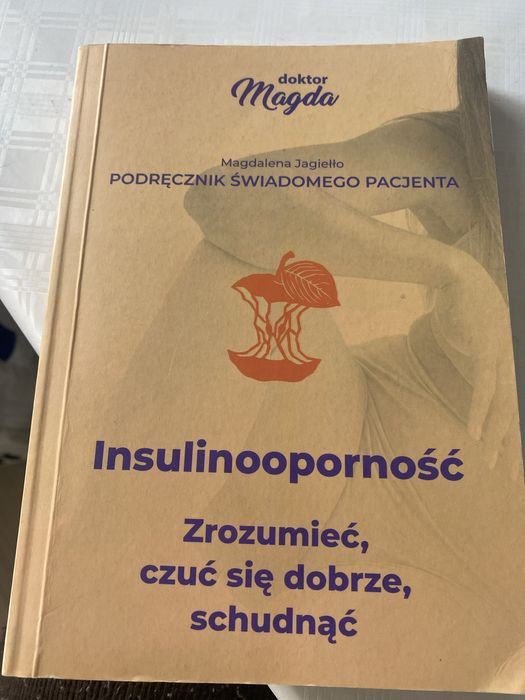 doktor
Magda
Magdalena Jagiełło
PODRĘCZNIK ŚWIADOMEGO PACJENTA
Insulinooporność
Zrozumieć,
czuć się dobrze,
schudnąć